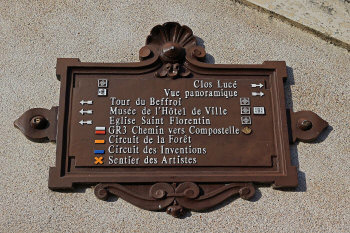 Clos Lucé
Vue panoramique
Tour du Beffroi
Musée de l'Hôtel de Ville
Eglise Saint Florentin
GR3 Chemin vers Compostelle
Circuit de la Forêt
Circuit des Inventions
Sentier des Artistes